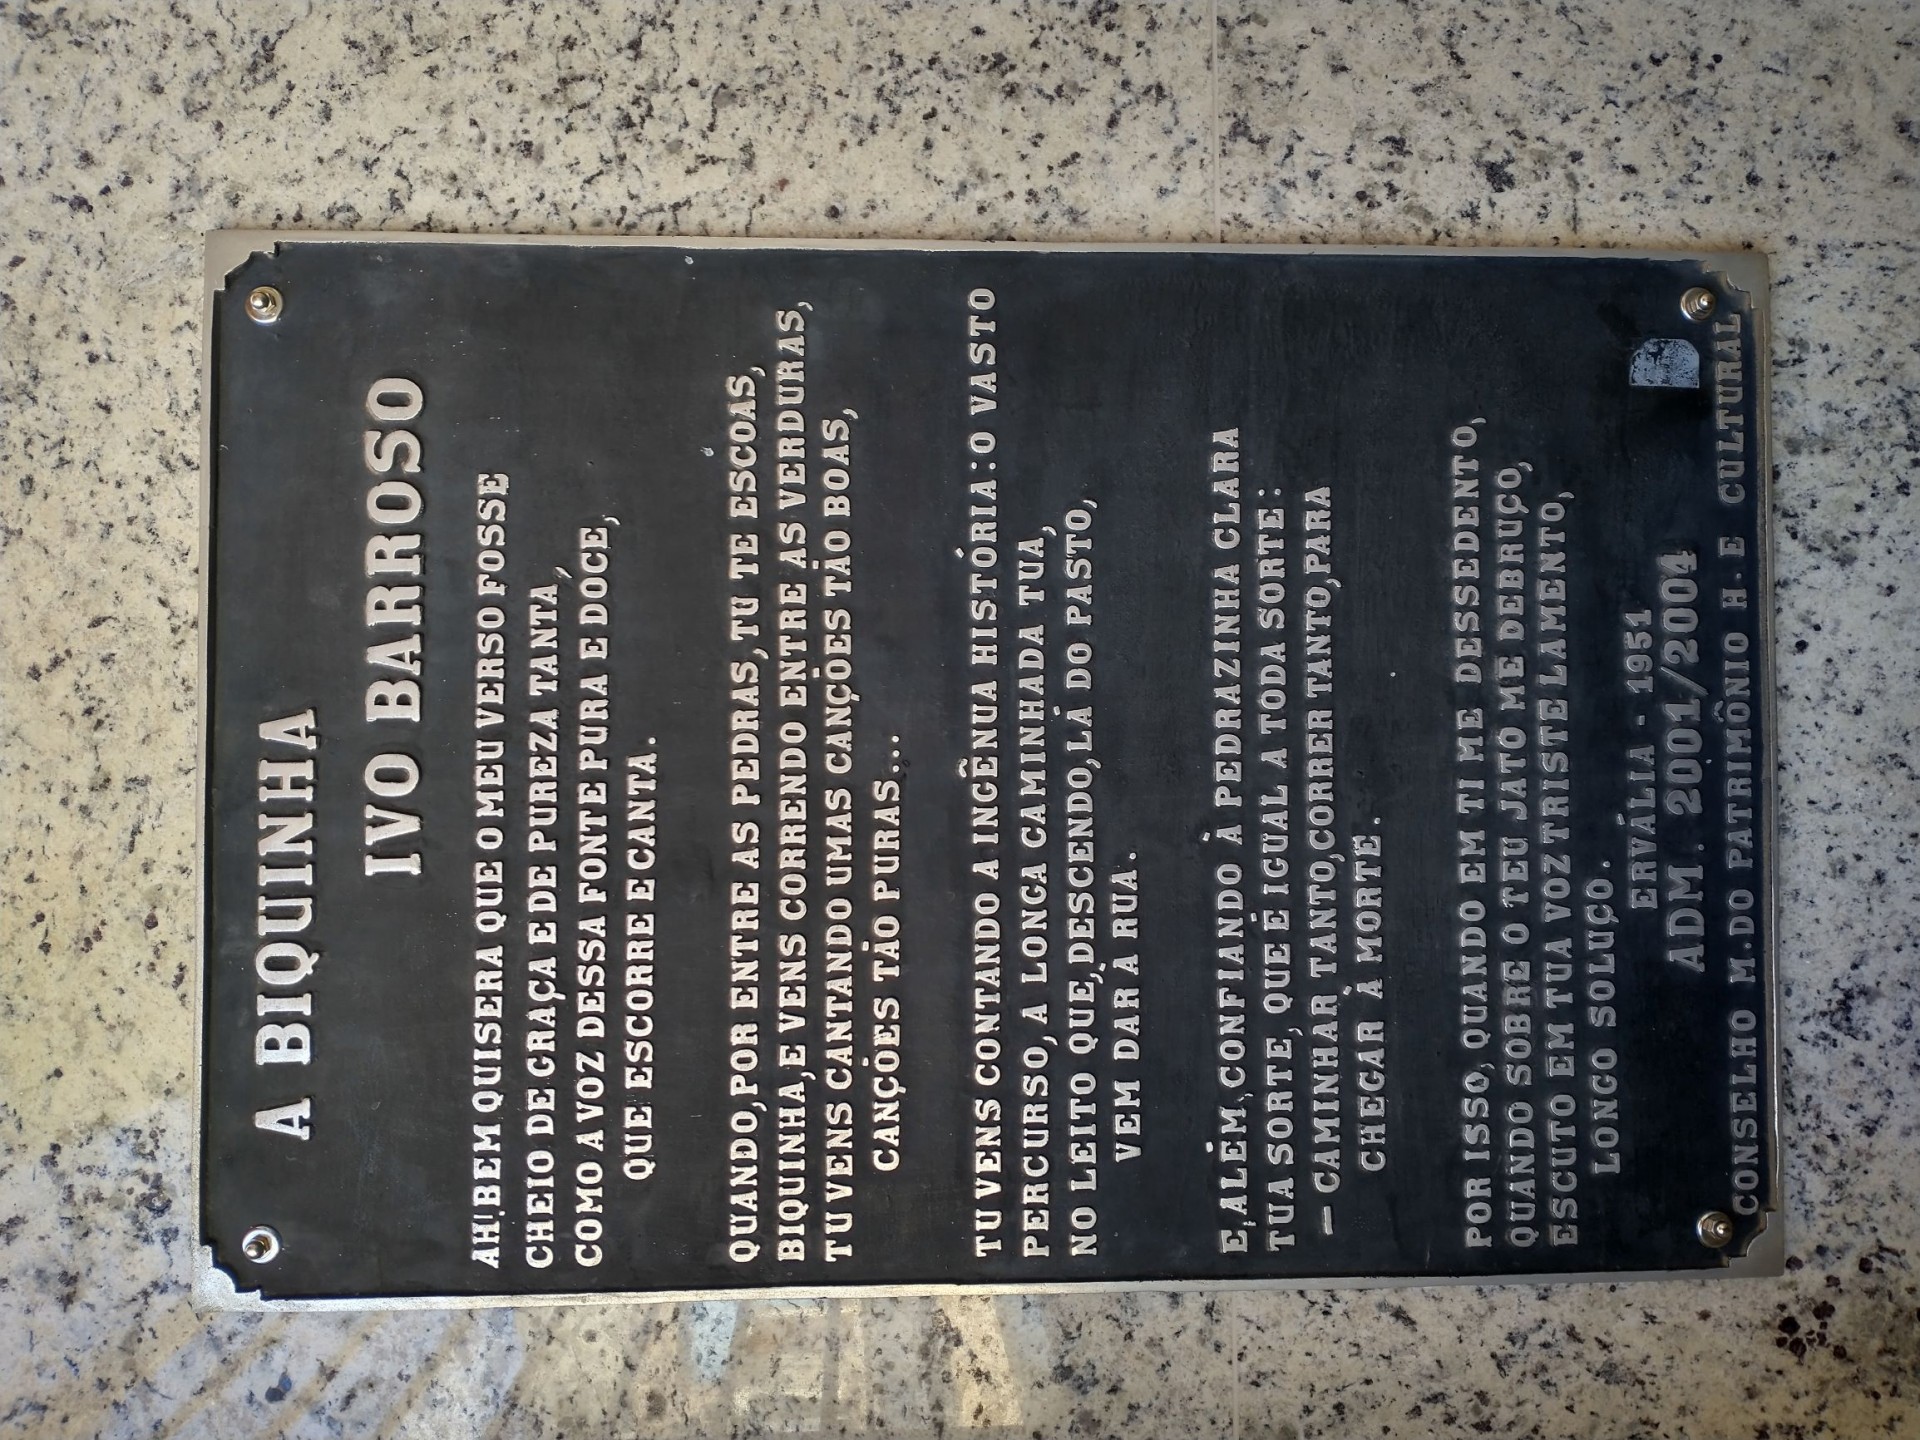 A BIQUINHA
IVO BARROSO
AH! BEM QUISERA QUE O MEU VERSO FOSSE
CHEIO DE GRAÇA E DE PUREZA TANTA,
COMO A VOZ DESSA FONTE PURA E DOCE,
QUE ESCORRE E CANTA.
QUANDO, POR ENTRE AS PEDRAS, TU TE ESCOAS,
BIQUINHA, E VENS CORRENDO ENTRE AS VERDURAS,
TU VENS CANTANDO UMAS CANÇÕES TÃO BOAS,
CANÇÕES TÃO PURAS...
TU VENS CONTANDO A INGÊNUA HISTÓRIA: O VASTO
PERCURSO, A LONGA CAMINHADA TUA,
NO LEITO QUE, DESCENDO, LÁ DO PASTO,
VEM DAR À RUA.
E, ALÉM, CONFIANDO À PEDRAZINHA CLARA
TUA SORTE, QUE É IGUAL A TODA SORTE:
— CAMINHAR TANTO, CORRER TANTO, PARA
CHEGAR À MORTE.
POR ISSO, QUANDO EM TI ME DESSEDENTO,
QUANDO SOBRE O TEU JATO ME DEBRUÇO,
ESCUTO EM TUA VOZ TRISTE LAMENTO,
LONGO SOLUÇO.
ERVÁLIA - 1951
ADM. 2001/2004
CONSELHO M. DO PATRIMÔNIO H. E CULTURAL